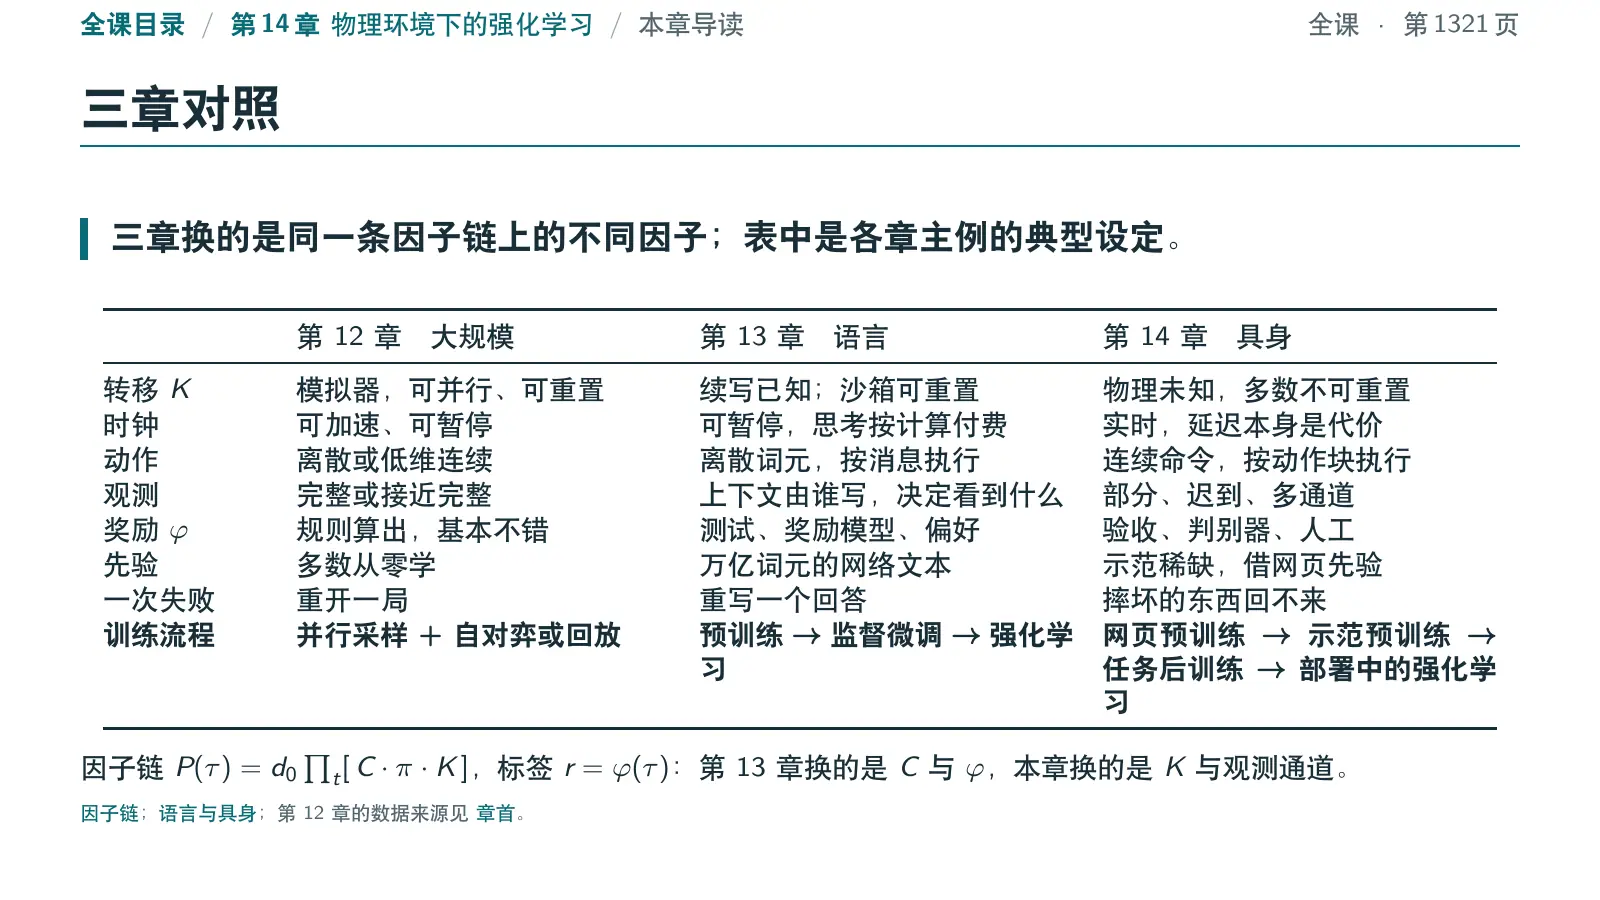 全课目录 / 第 14 章 物理环境下的强化学习 / 本章导读
全课 · 第 1321 页
三章对照
三章换的是同一条因子链上的不同因子；表中是各章主例的典型设定。
第 12 章 大规模 第 13 章 语言 第 14 章 具身
转移 K 模拟器，可并行、可重置 续写已知；沙箱可重置 物理未知，多数不可重置
时钟 可加速、可暂停 可暂停，思考按计算付费 实时，延迟本身是代价
动作 离散或低维连续 离散词元，按消息执行 连续命令，按动作块执行
观测 完整或接近完整 上下文由谁写，决定看到什么 部分、迟到、多通道
奖励 φ 规则算出，基本不错 测试、奖励模型、偏好 验收、判别器、人工
先验 多数从零学 万亿词元的网络文本 示范稀缺，借网页先验
一次失败 重开一局 重写一个回答 摔坏的东西回不来
训练流程 并行采样 + 自对弈或回放 预训练 → 监督微调 → 强化学 网页预训练 → 示范预训练 →
习 任务后训练 → 部署中的强化学
习
因子链 P(τ) = d₀ ∏ₜ[ C · π · K ]，标签 r = φ(τ)：第 13 章换的是 C 与 φ，本章换的是 K 与观测通道。
因子链；语言与具身；第 12 章的数据来源见 章首。